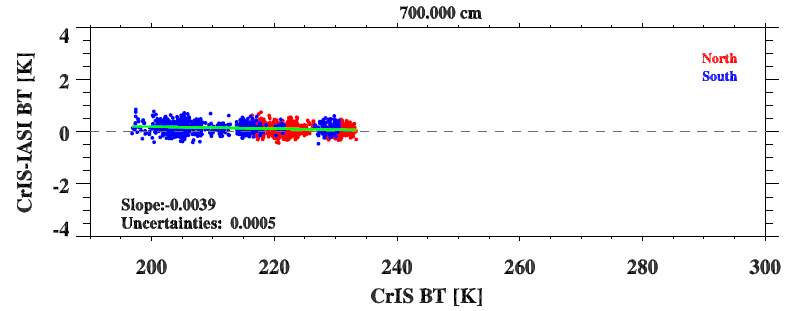 700.000 cm
4
2
0
-2
-4
CrIS-IASI BT [K]
North
South
Slope:-0.0039
Uncertainties: 0.0005
200 220 240 260 280 300
CrIS BT [K]